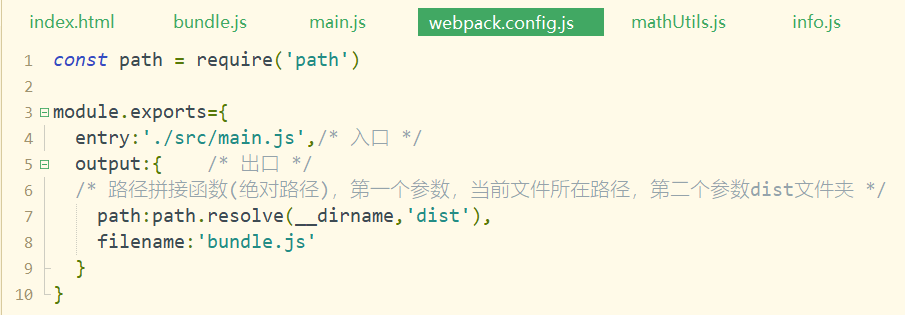 index.html bundle.js main.js webpack.config.js mathUtils.js info.js
1 const path = require('path')
2
3 module.exports={
4 entry:'./src/main.js',/* 入口 */
5 output:{ /* 出口 */
6 /* 路径拼接函数(绝对路径)，第一个参数，当前文件所在路径，第二个参数dist文件夹 */
7 path:path.resolve(__dirname,'dist'),
8 filename:'bundle.js'
9 }
10 }